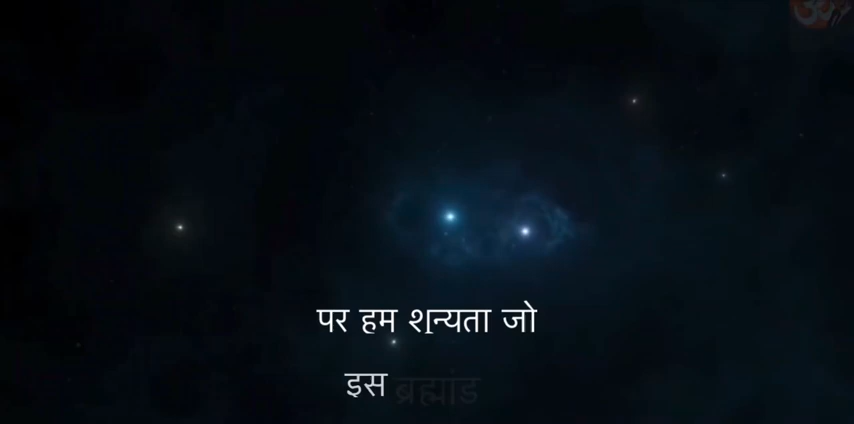 पर हम शन्यता जो
इस ब्रह्मांड